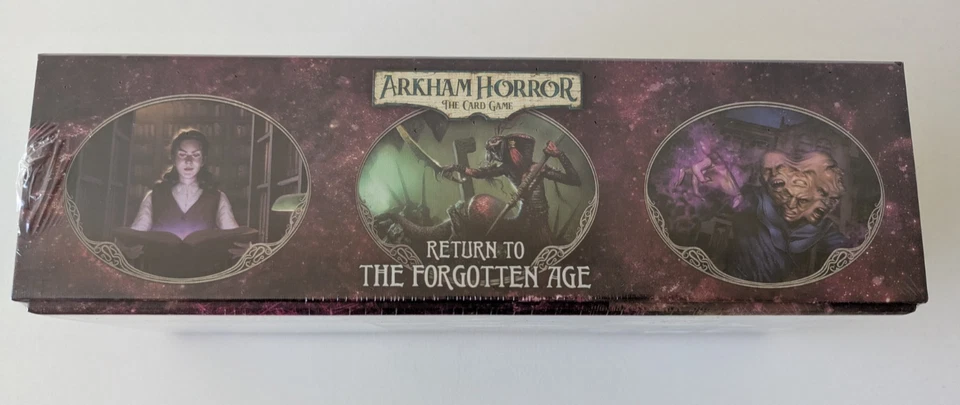 ARKHAM HORROR
THE CARD GAME
RETURN TO
THE FORGOTTEN AGE